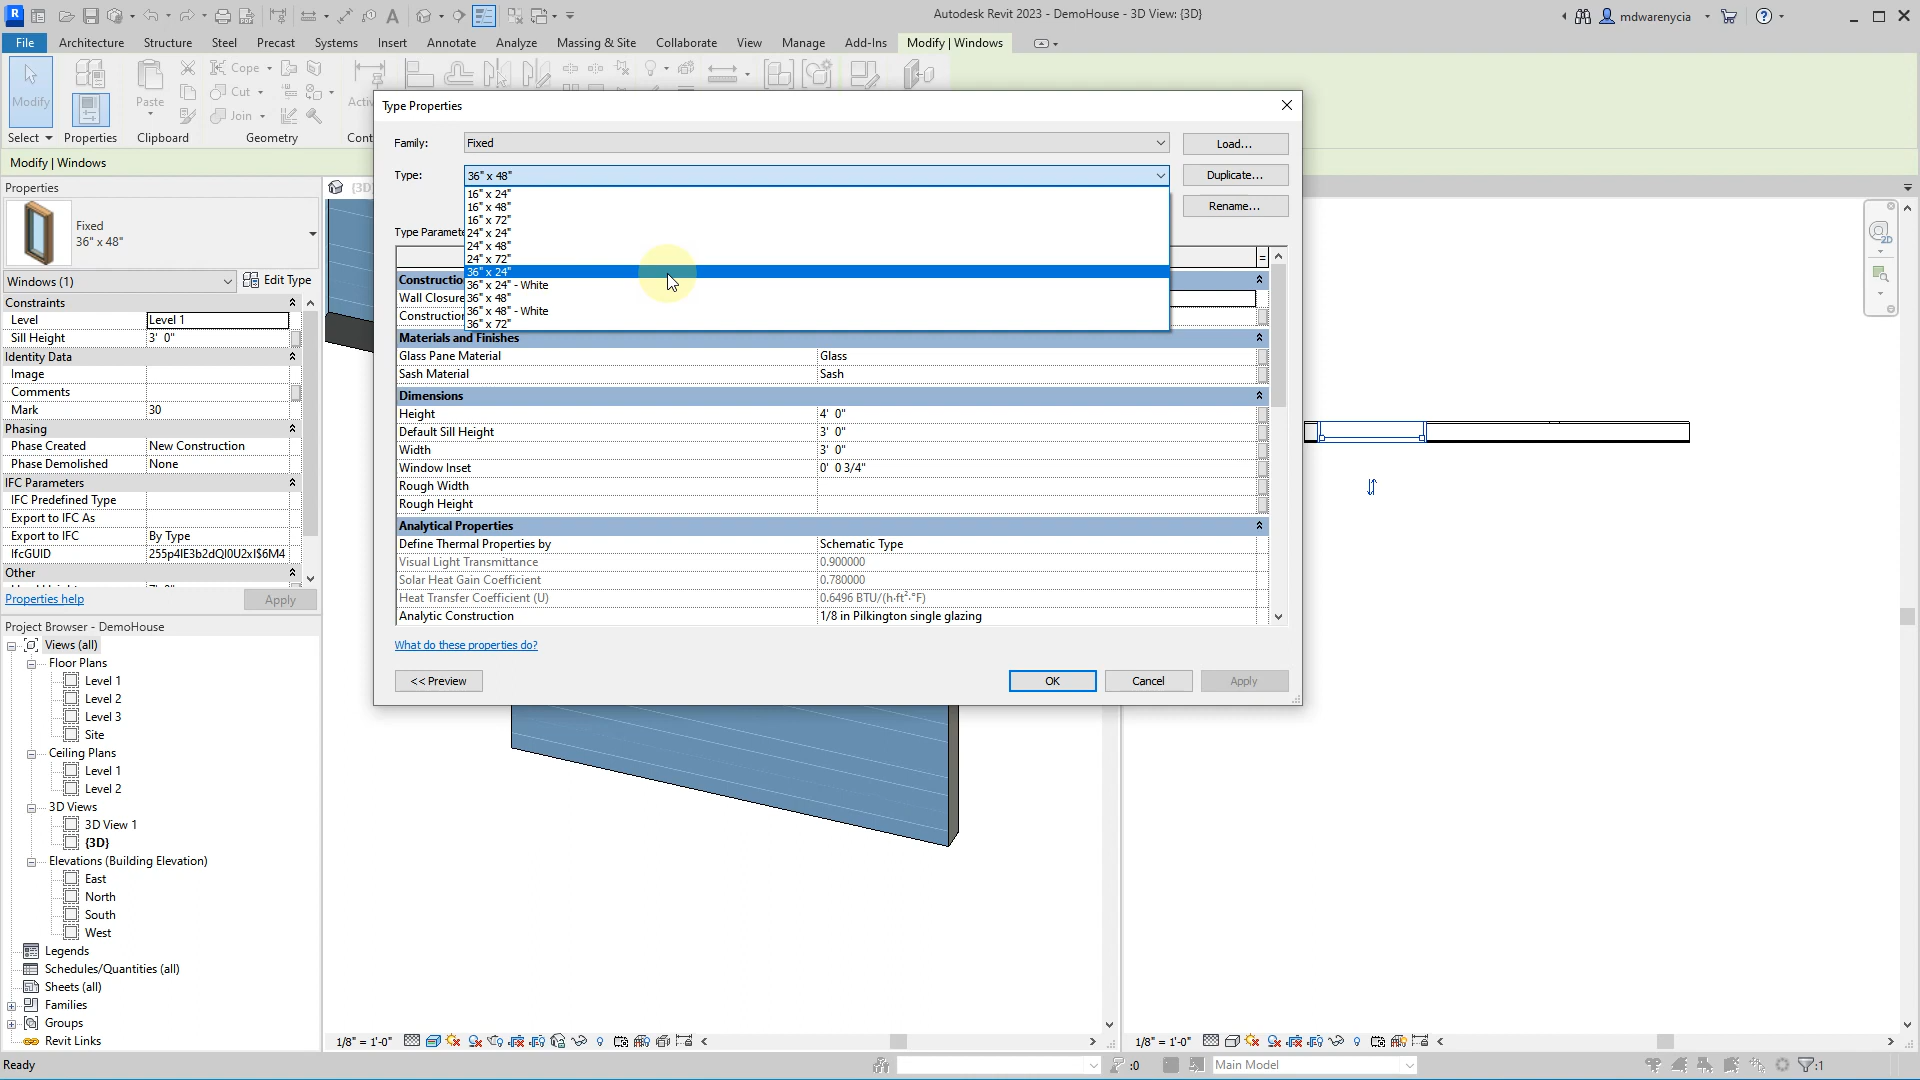 Autodesk Revit 2023 - DemoHouse - 3D View: {3D}
mdwarenycia
File Architecture Structure Steel Precast Systems Insert Annotate Analyze Massing & Site Collaborate View Manage Add-Ins Modify | Windows
Modify
Paste
Cope
Cut
Join
Select Properties Clipboard Geometry
Modify | Windows
Properties
Fixed
36" x 48"
Windows (1) Edit Type
Constraints
Level Level 1
Sill Height 3' 0"
Identity Data
Image
Comments
Mark 30
Phasing
Phase Created New Construction
Phase Demolished None
IFC Parameters
IFC Predefined Type
Export to IFC As
Export to IFC By Type
IfcGUID 255p4lE3b2dQl0U2xl$6M4
Other
Properties help Apply
Project Browser - DemoHouse
Views (all)
Floor Plans
Level 1
Level 2
Level 3
Site
Ceiling Plans
Level 1
Level 2
3D Views
3D View 1
{3D}
Elevations (Building Elevation)
East
North
South
West
Legends
Schedules/Quantities (all)
Sheets (all)
Families
Groups
Revit Links
Type Properties
Family: Fixed Load...
Type: 36" x 48" Duplicate...
Rename...
16" x 24"
16" x 48"
16" x 72"
24" x 24"
24" x 48"
24" x 72"
36" x 24"
36" x 24" - White
36" x 48"
36" x 48" - White
36" x 72"
=
Wall Closure
Materials and Finishes
Glass Pane Material Glass
Sash Material Sash
Dimensions
Height 4' 0"
Default Sill Height 3' 0"
Width 3' 0"
Window Inset 0' 0 3/4"
Rough Width
Rough Height
Analytical Properties
Define Thermal Properties by Schematic Type
Visual Light Transmittance 0.900000
Solar Heat Gain Coefficient 0.780000
Heat Transfer Coefficient (U) 0.6496 BTU/(h·ft²·°F)
Analytic Construction 1/8 in Pilkington single glazing
What do these properties do?
<< Preview OK Cancel Apply
2D
1/8" = 1'-0"
1/8" = 1'-0"
Ready
:0
Main Model
:1